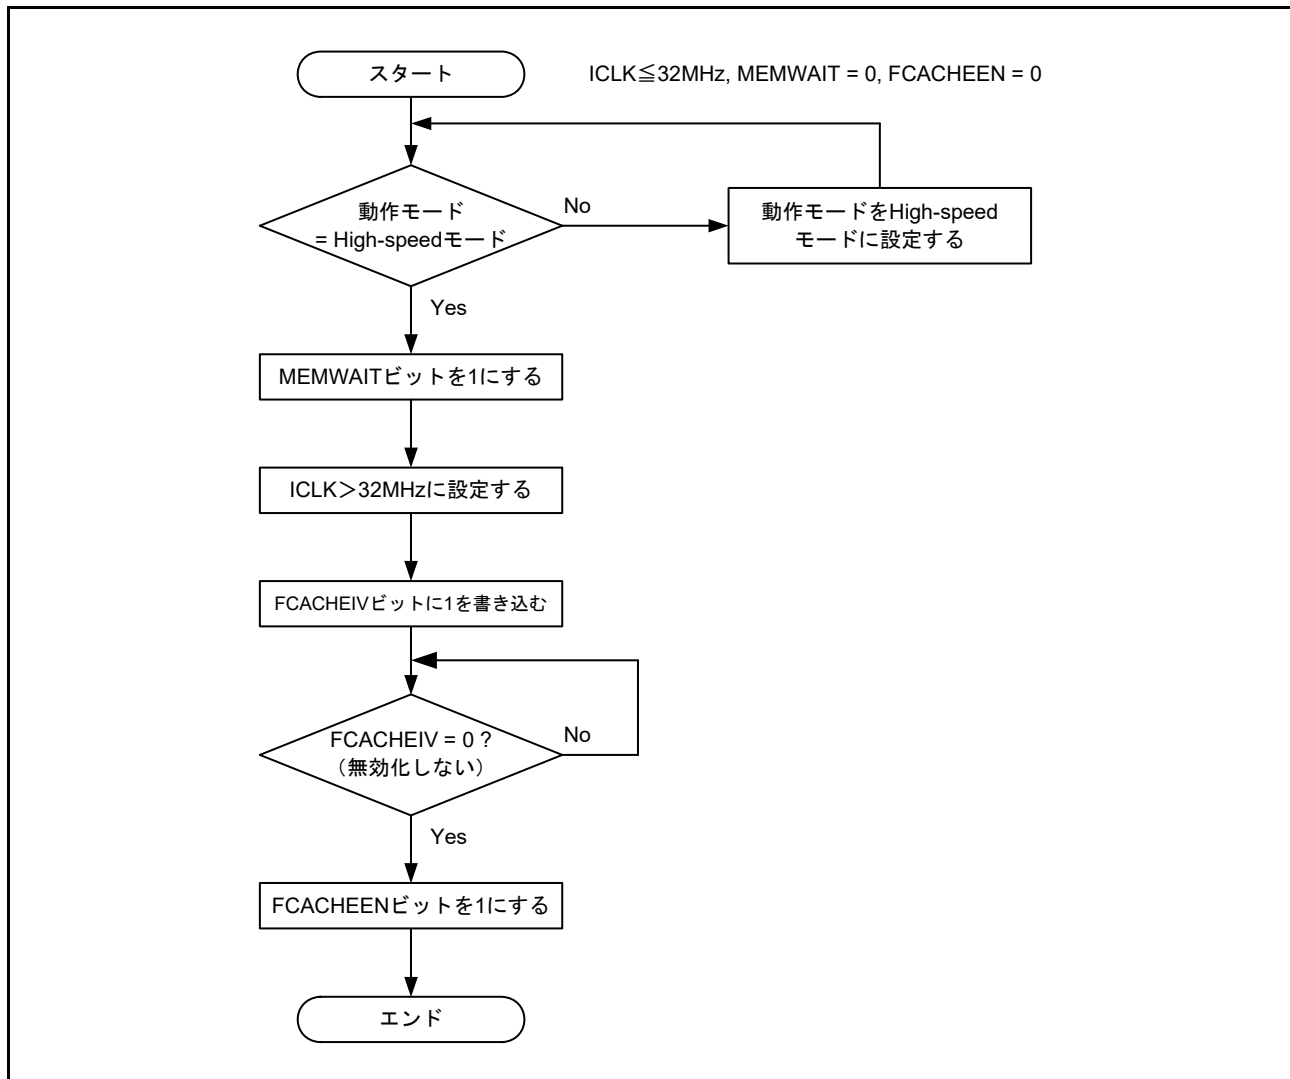 スタート
ICLK≦32MHz, MEMWAIT = 0, FCACHEEN = 0
動作モード
= High-speedモード
No
動作モードをHigh-speed
モードに設定する
Yes
MEMWAITビットを1にする
ICLK>32MHzに設定する
FCACHEIVビットに1を書き込む
FCACHEIV = 0 ?
(無効化しない)
No
Yes
FCACHEENビットを1にする
エンド